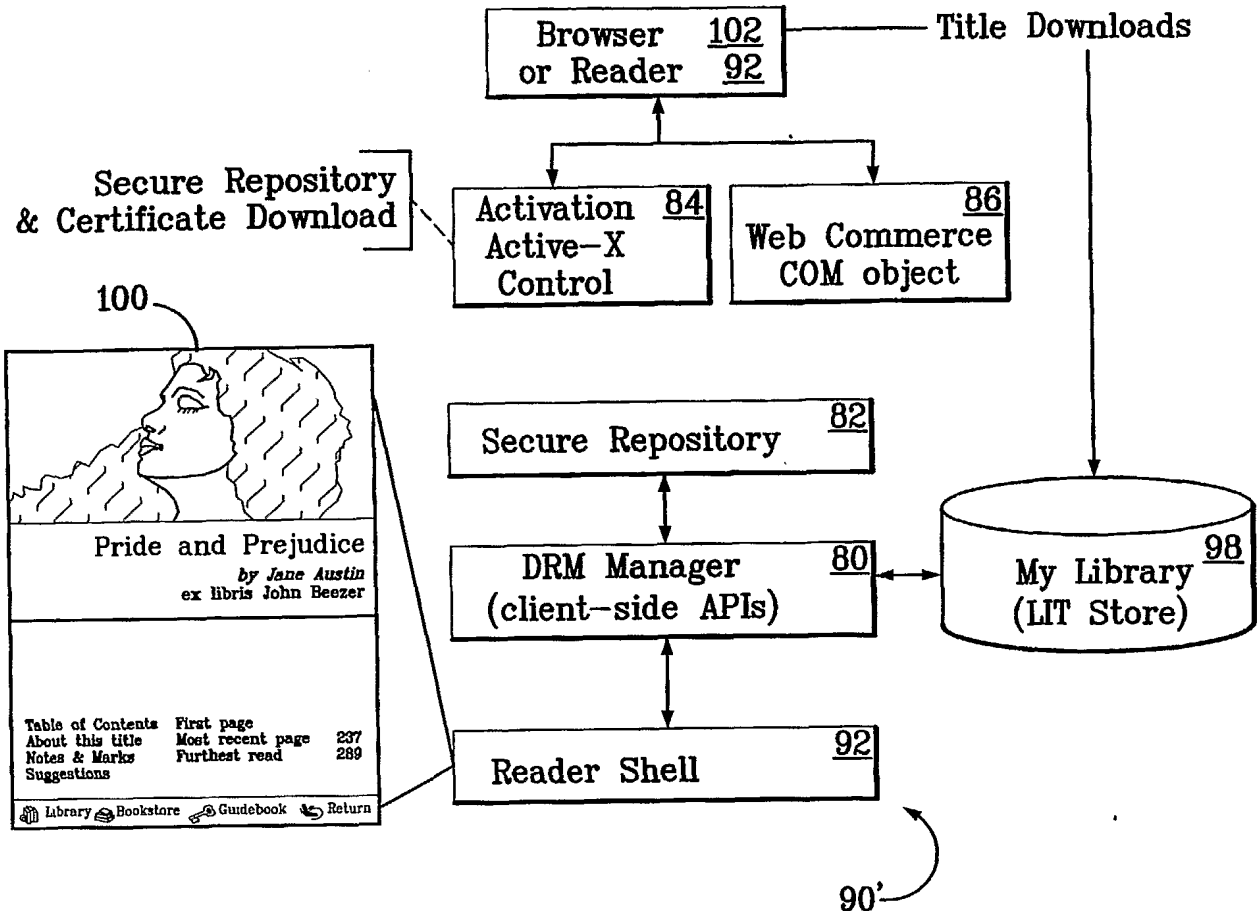 Browser 102
or Reader 92
Title Downloads
Secure Repository
& Certificate Download
Activation 84
Active-X
Control
86
Web Commerce
COM object
100
Pride and Prejudice
by Jane Austin
ex libris John Beezer
Table of Contents First page
About this title Most recent page 237
Notes & Marks Furthest read 289
Suggestions
Library Bookstore Guidebook Return
82
Secure Repository
DRM Manager 80
(client-side APIs)
My Library 98
(LIT Store)
92
Reader Shell
90'